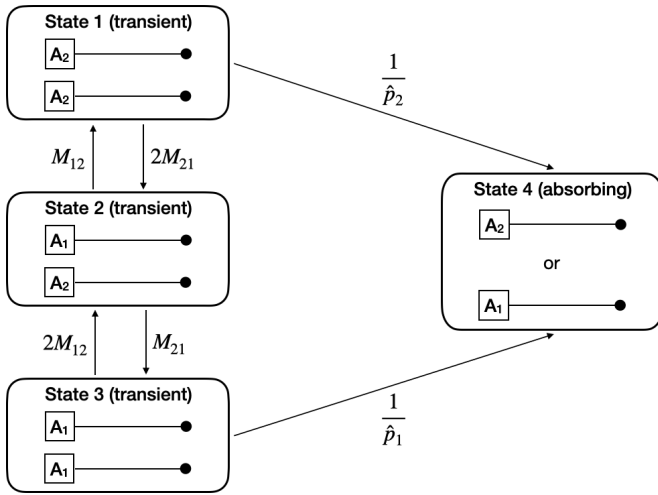 State 1 (transient)
A₂
A₂
1
p̂₂
M₁₂
2M₂₁
State 2 (transient)
A₁
A₂
State 4 (absorbing)
A₂
or
A₁
2M₁₂
M₂₁
State 3 (transient)
A₁
A₁
1
p̂₁